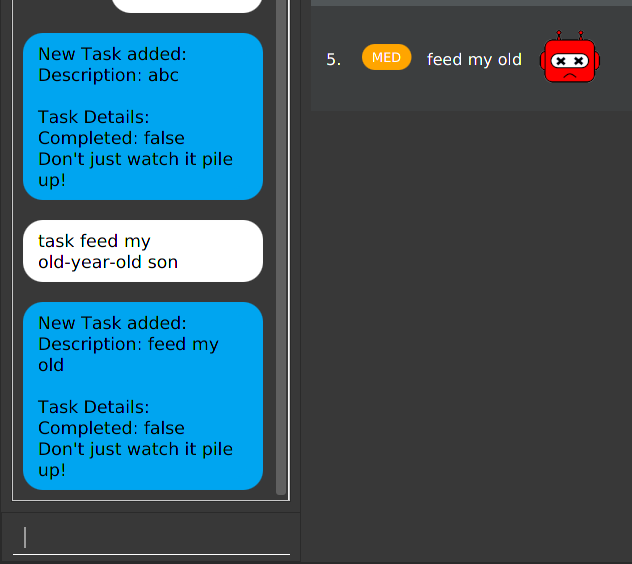 New Task added:
Description: abc
Task Details:
Completed: false
Don't just watch it pile
up!
task feed my
old-year-old son
New Task added:
Description: feed my
old
Task Details:
Completed: false
Don't just watch it pile
up!
5. MED feed my old